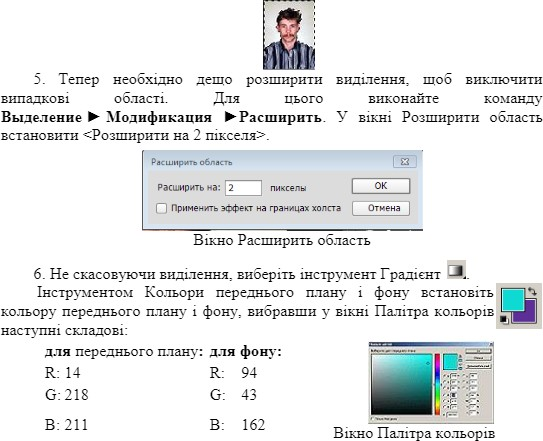 5. Тепер необхідно дещо розширити виділення, щоб виключити
випадкові області. Для цього виконайте команду
Выделение ► Модификация ►Расширить. У вікні Розширити область
встановити <Розширити на 2 пікселя>.
Расширить область
Расширить на: 2 пикселы OK
Применить эффект на границах холста Отмена
Вікно Расширить область
6. Не скасовуючи виділення, виберіть інструмент Градієнт .
Інструментом Кольори переднього плану і фону встановіть
кольору переднього плану і фону, вибравши у вікні Палітра кольорів
наступні складові:
для переднього плану: для фону:
R: 14 R: 94
G: 218 G: 43
B: 211 B: 162
Вікно Палітра кольорів